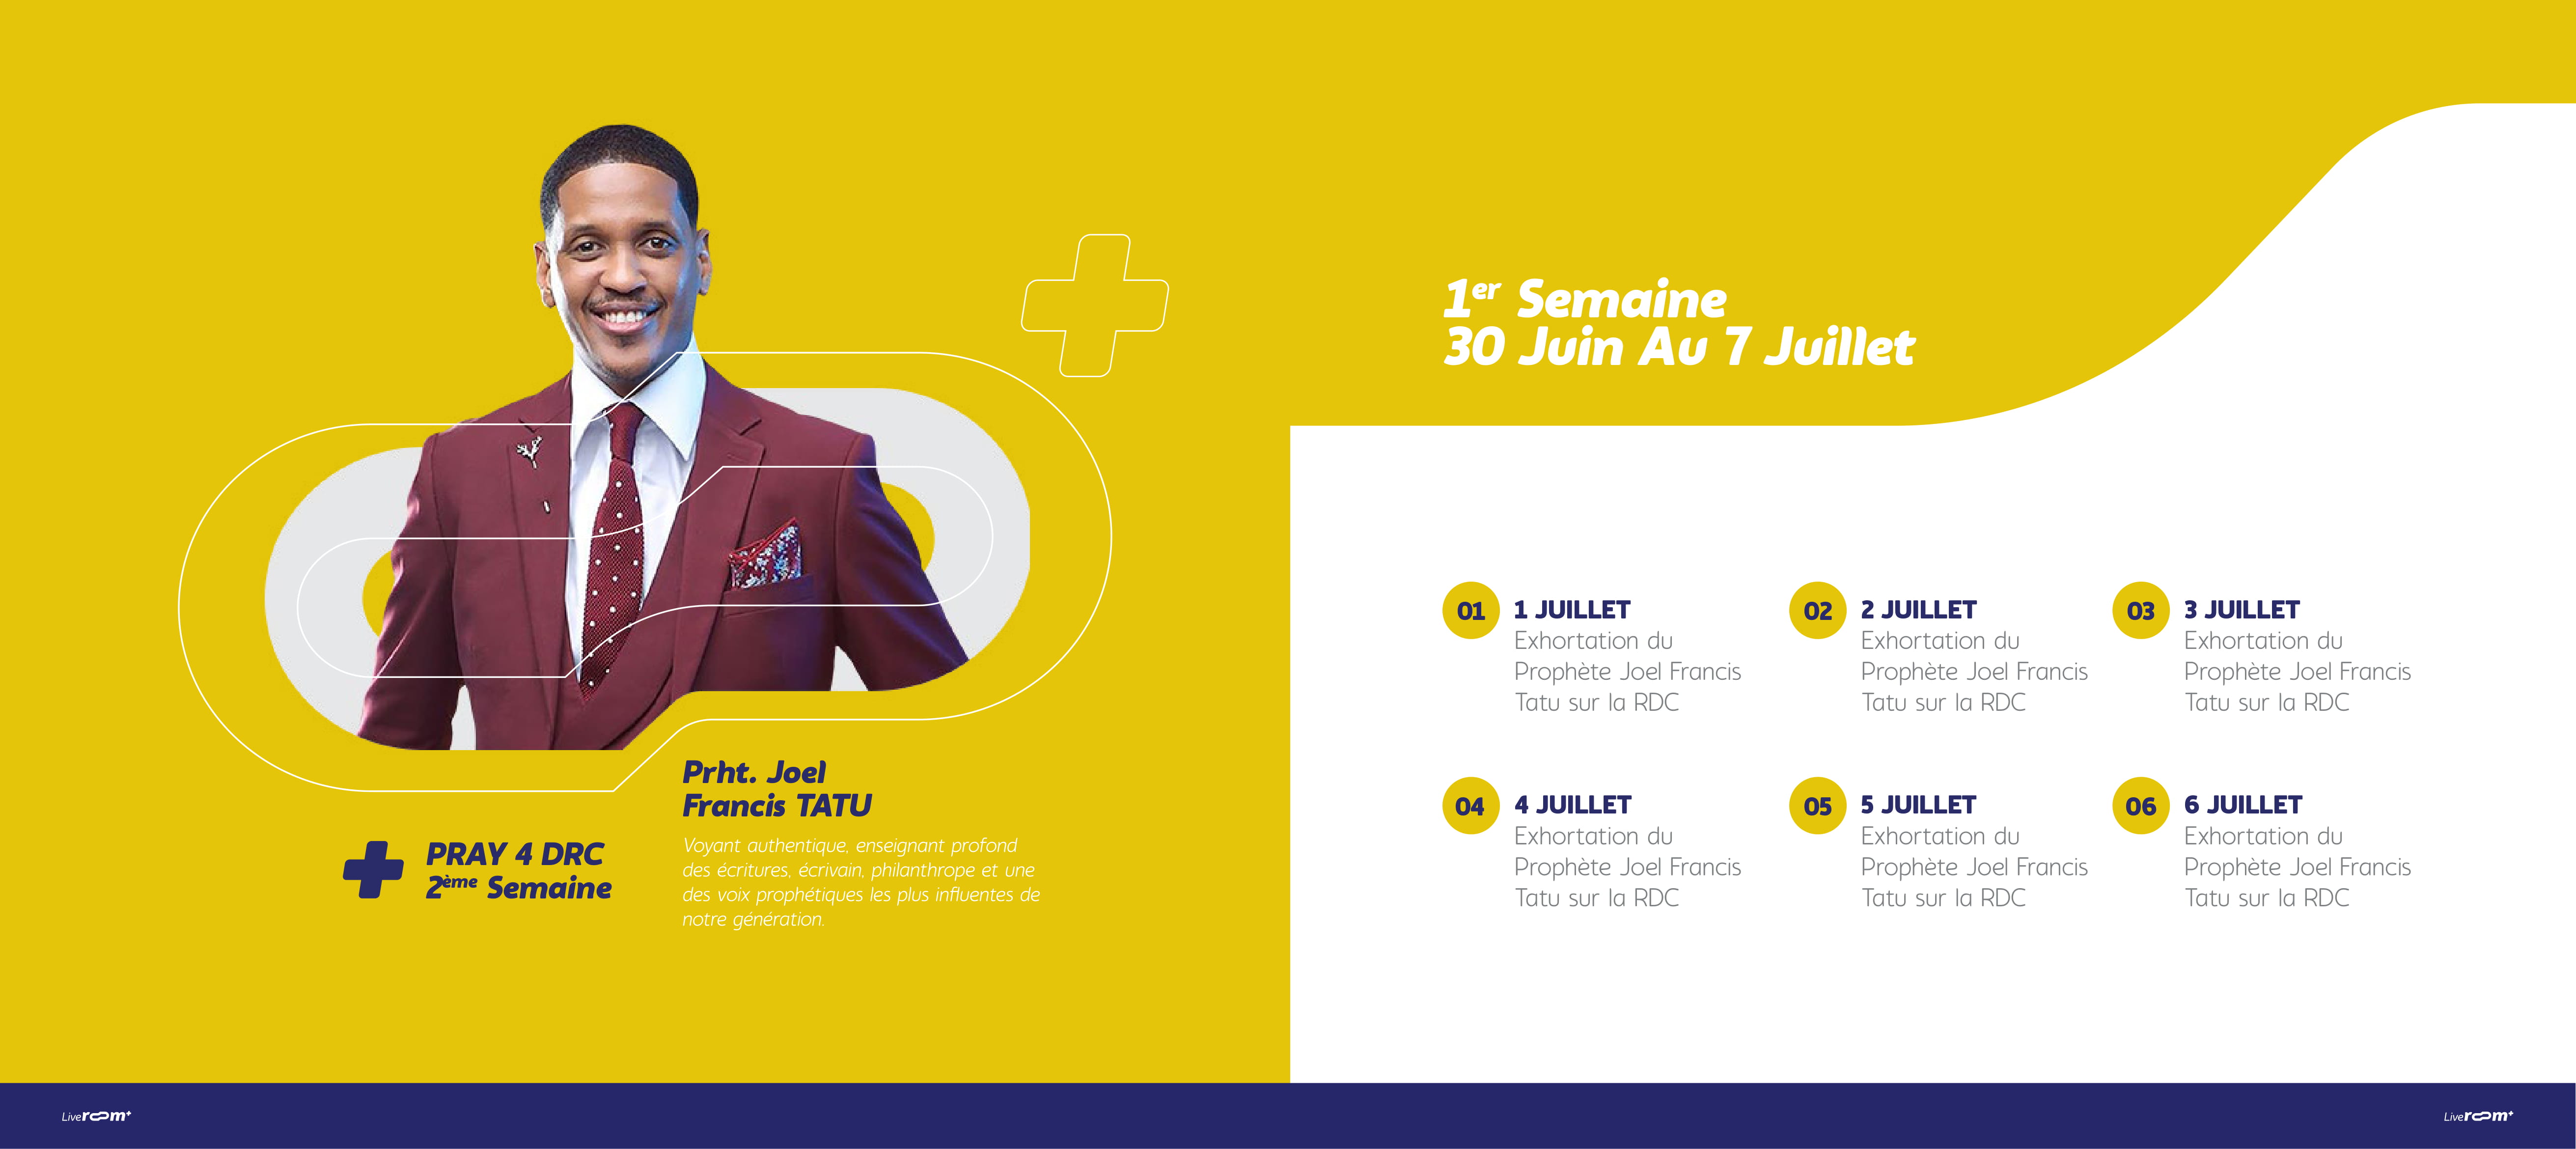 Prht. Joel
Francis TATU
PRAY 4 DRC
2ème Semaine
Voyant authentique, enseignant profond
des écritures, écrivain, philanthrope et une
des voix prophétiques les plus influentes de
notre génération.
1er Semaine
30 Juin Au 7 Juillet
01
1 JUILLET
Exhortation du
Prophète Joel Francis
Tatu sur la RDC
02
2 JUILLET
Exhortation du
Prophète Joel Francis
Tatu sur la RDC
03
3 JUILLET
Exhortation du
Prophète Joel Francis
Tatu sur la RDC
04
4 JUILLET
Exhortation du
Prophète Joel Francis
Tatu sur la RDC
05
5 JUILLET
Exhortation du
Prophète Joel Francis
Tatu sur la RDC
06
6 JUILLET
Exhortation du
Prophète Joel Francis
Tatu sur la RDC
Liveroom+
Liveroom+